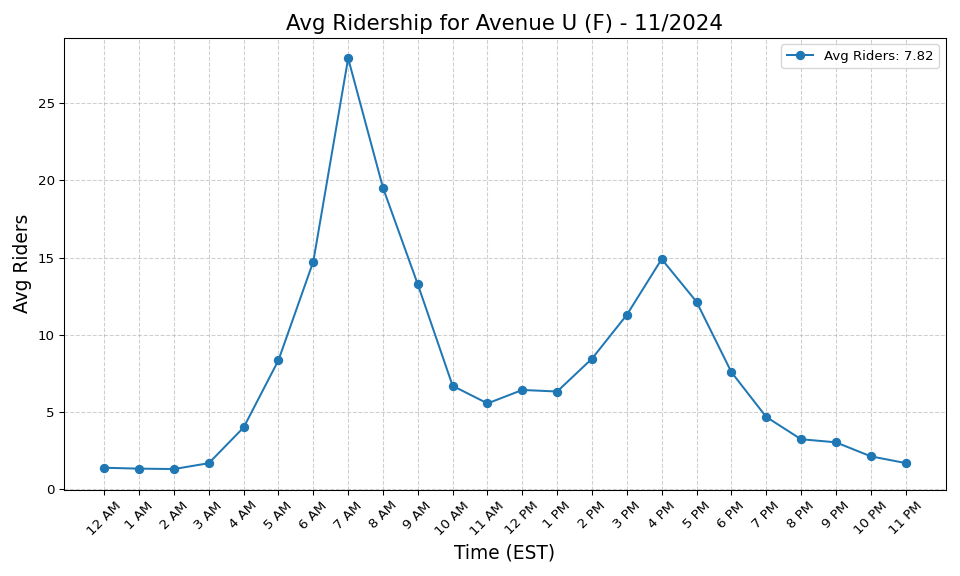 Avg Ridership for Avenue U (F) - 11/2024
Avg Riders: 7.82
Avg Riders
25
20
15
10
5
0
12 AM
1 AM
2 AM
3 AM
4 AM
5 AM
6 AM
7 AM
8 AM
9 AM
10 AM
11 AM
12 PM
1 PM
2 PM
3 PM
4 PM
5 PM
6 PM
7 PM
8 PM
9 PM
10 PM
11 PM
Time (EST)